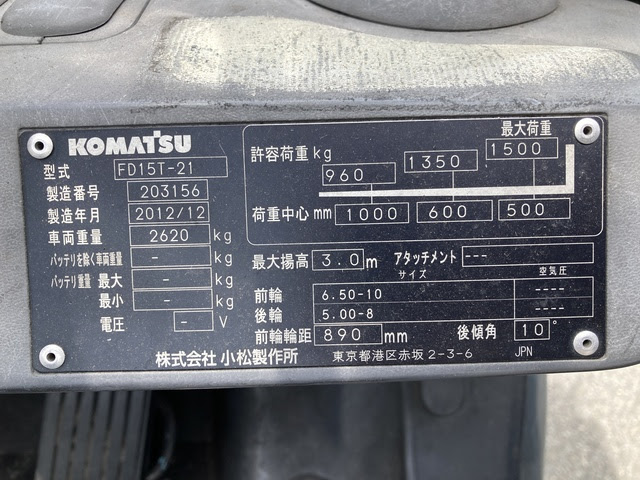 KOMATSU
型式 FD15T-21
製造番号 203156
製造年月 2012/12
車両重量 2620 kg
バッテリを除く車両重量 - kg
バッテリ重量 最大 - kg
最小 - kg
電圧 - V
最大荷重
許容荷重 kg 960 1350 1500
荷重中心 mm 1000 600 500
最大揚高 3.0 m アタッチメント ---
サイズ 空気圧
前輪 6.50-10 ---
後輪 5.00-8 ---
前輪輪距 890 mm 後傾角 10°
株式会社 小松製作所 東京都港区赤坂 2-3-6 JPN